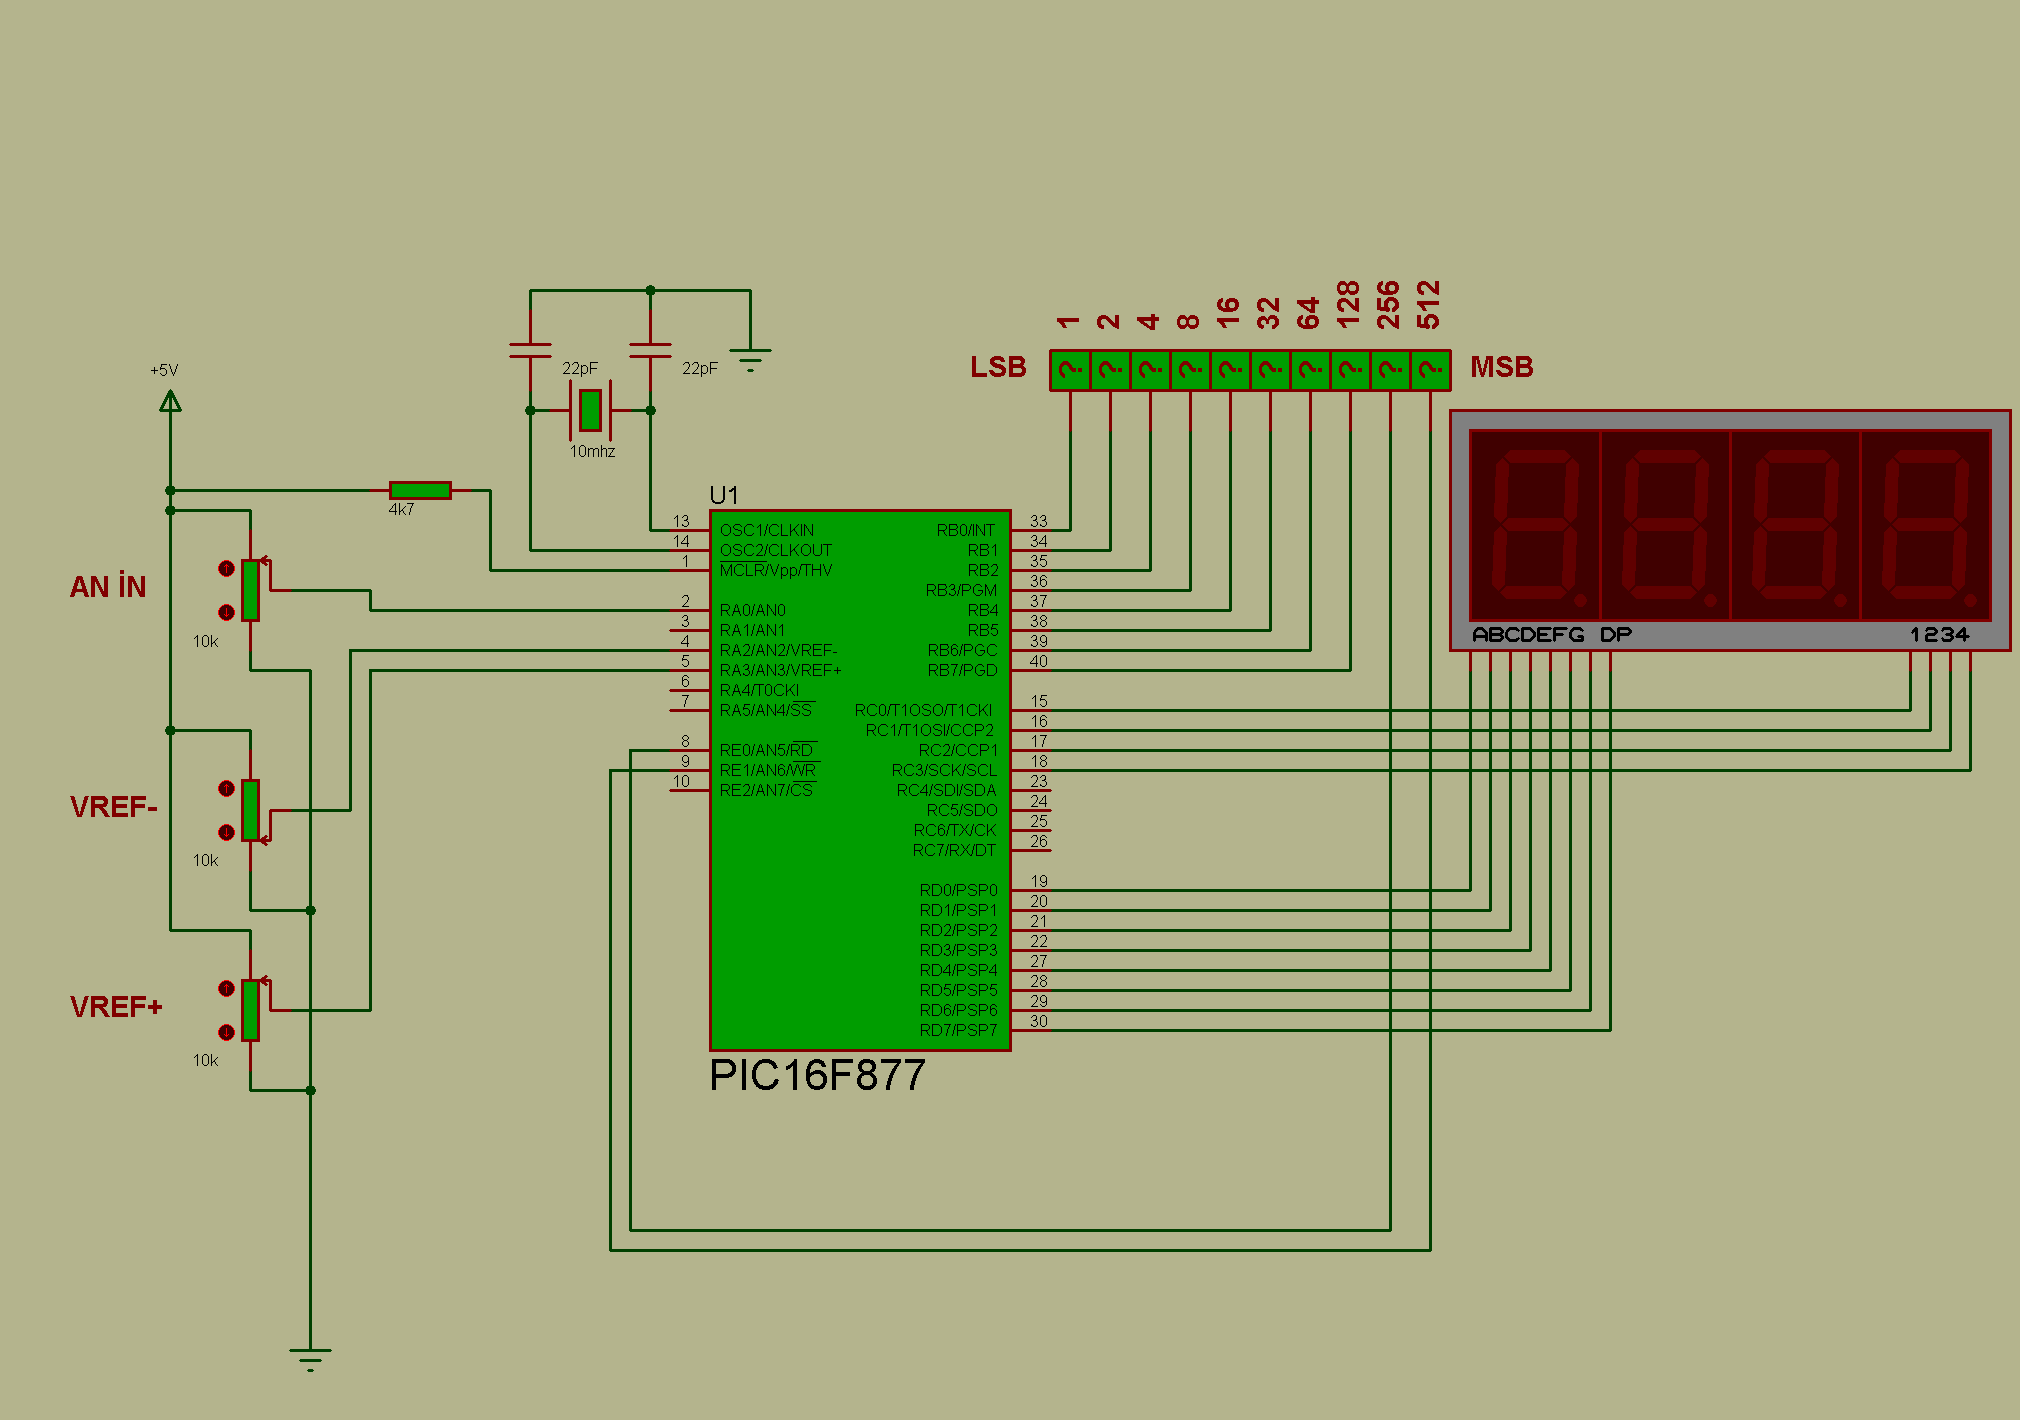 1
2
4
8
16
32
64
128
256
512
LSB
? ? ? ? ? ? ? ? ? ?
MSB
+5V
22pF
22pF
10mhz
4k7
ABCDEFG DP
1234
AN İN
10k
VREF-
10k
VREF+
10k
U1
13 OSC1/CLKIN
14 OSC2/CLKOUT
1 MCLR/Vpp/THV
2 RA0/AN0
3 RA1/AN1
4 RA2/AN2/VREF-
5 RA3/AN3/VREF+
6 RA4/T0CKI
7 RA5/AN4/SS
8 RE0/AN5/RD
9 RE1/AN6/WR
10 RE2/AN7/CS
RB0/INT 33
RB1 34
RB2 35
RB3/PGM 36
RB4 37
RB5 38
RB6/PGC 39
RB7/PGD 40
RC0/T1OSO/T1CKI 15
RC1/T1OSI/CCP2 16
RC2/CCP1 17
RC3/SCK/SCL 18
RC4/SDI/SDA 23
RC5/SDO 24
RC6/TX/CK 25
RC7/RX/DT 26
RD0/PSP0 19
RD1/PSP1 20
RD2/PSP2 21
RD3/PSP3 22
RD4/PSP4 27
RD5/PSP5 28
RD6/PSP6 29
RD7/PSP7 30
PIC16F877